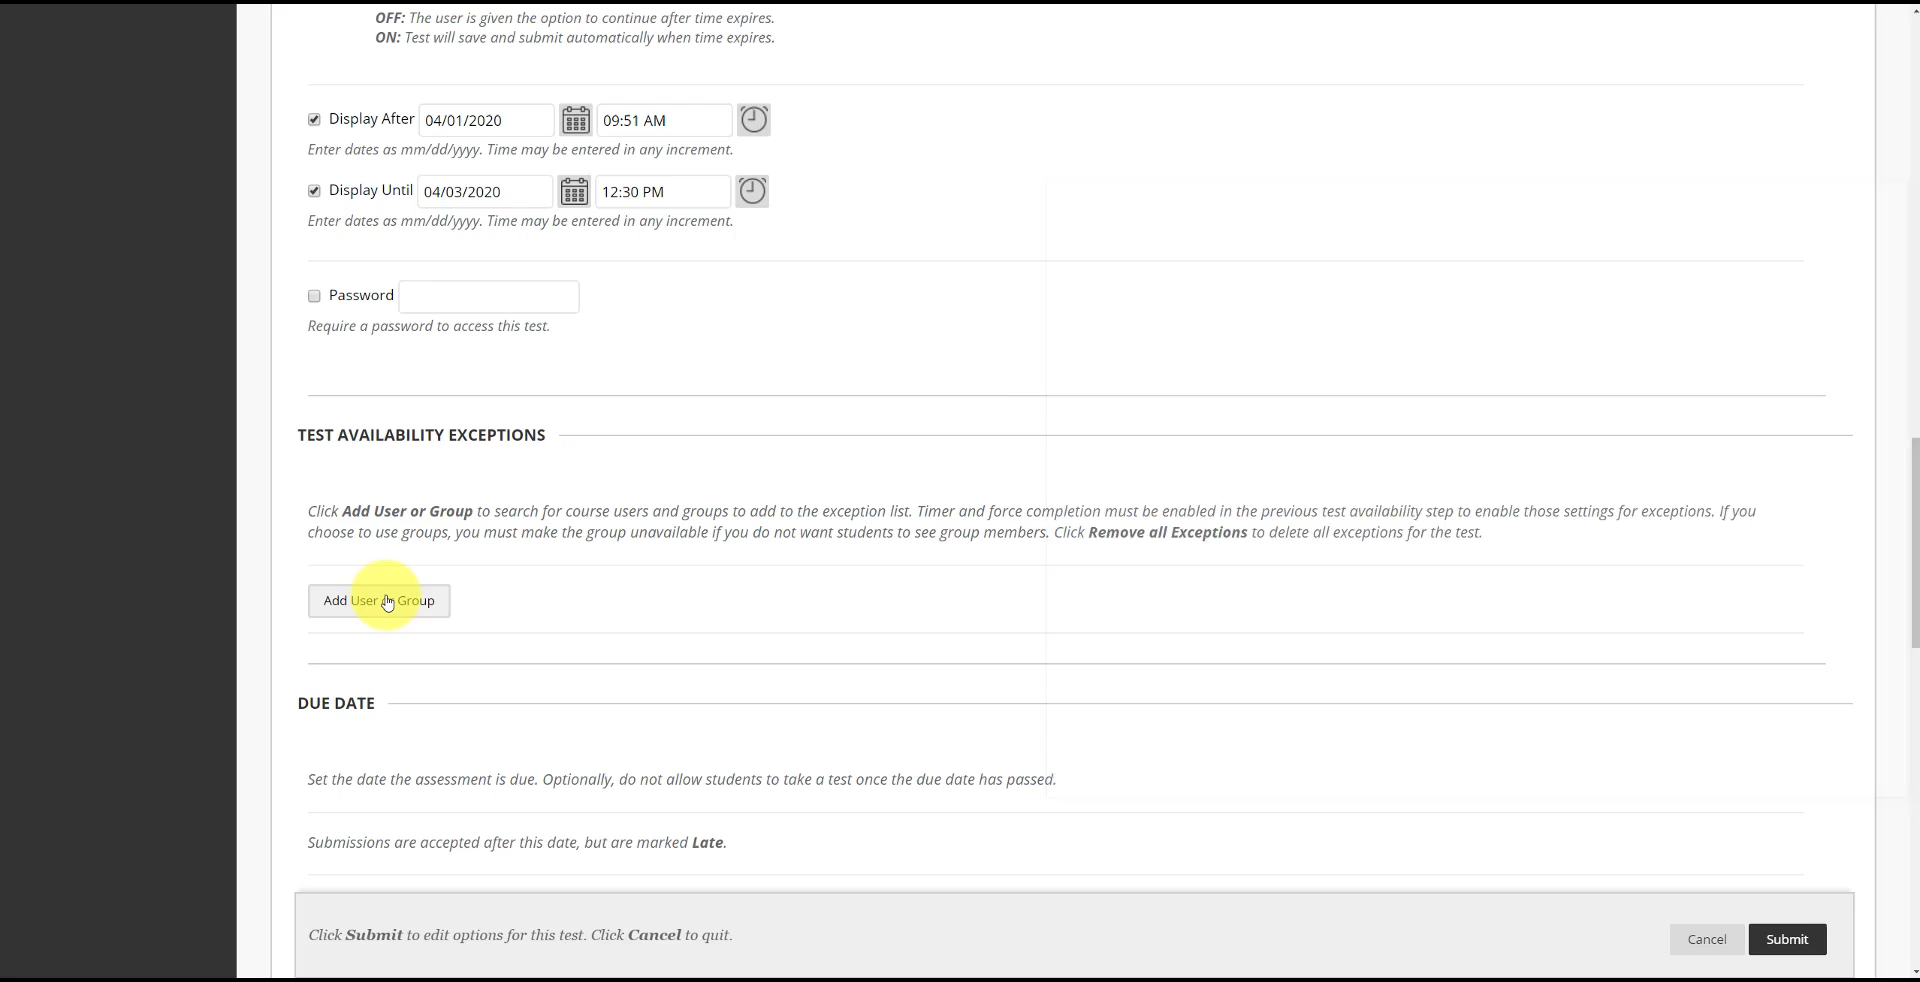 OFF: The user is given the option to continue after time expires.
ON: Test will save and submit automatically when time expires.
Display After 04/01/2020 09:51 AM
Enter dates as mm/dd/yyyy. Time may be entered in any increment.
Display Until 04/03/2020 12:30 PM
Enter dates as mm/dd/yyyy. Time may be entered in any increment.
Password
Require a password to access this test.
TEST AVAILABILITY EXCEPTIONS
Click Add User or Group to search for course users and groups to add to the exception list. Timer and force completion must be enabled in the previous test availability step to enable those settings for exceptions. If you
choose to use groups, you must make the group unavailable if you do not want students to see group members. Click Remove all Exceptions to delete all exceptions for the test.
Add User or Group
DUE DATE
Set the date the assessment is due. Optionally, do not allow students to take a test once the due date has passed.
Submissions are accepted after this date, but are marked Late.
Click Submit to edit options for this test. Click Cancel to quit.
Cancel Submit